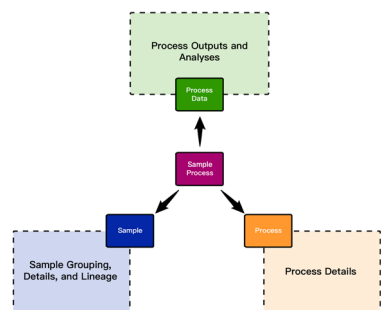 Process Outputs and
Analyses
Process
Data
Sample
Process
Sample
Process
Sample Grouping,
Details, and Lineage
Process Details